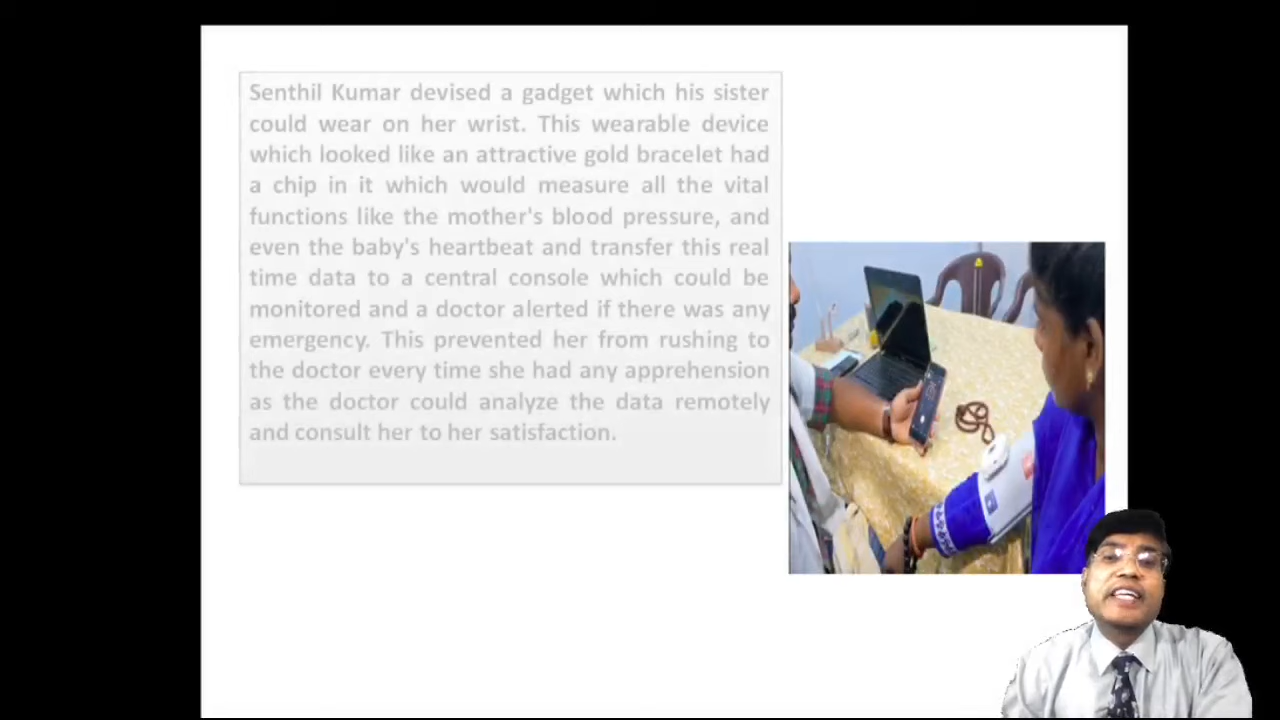 Senthil Kumar devised a gadget which his sister
could wear on her wrist. This wearable device
which looked like an attractive gold bracelet had
a chip in it which would measure all the vital
functions like the mother's blood pressure, and
even the baby's heartbeat and transfer this real
time data to a central console which could be
monitored and a doctor alerted if there was any
emergency. This prevented her from rushing to
the doctor every time she had any apprehension
as the doctor could analyze the data remotely
and consult her to her satisfaction.